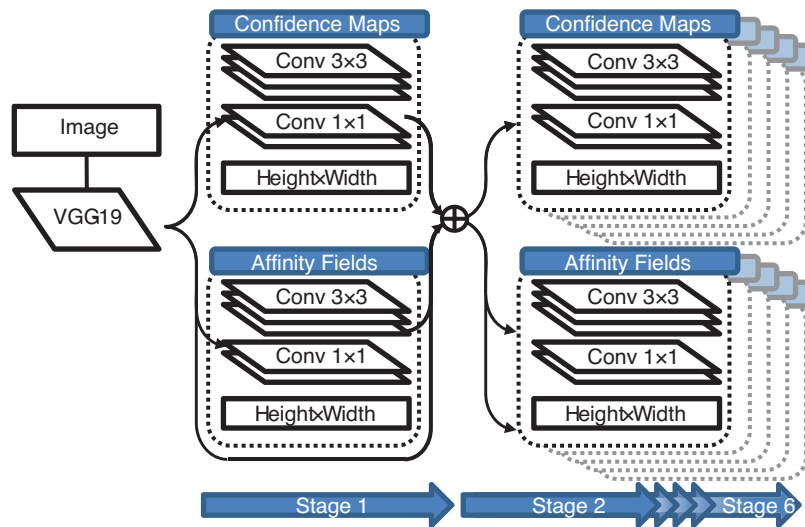 Confidence Maps
Conv 3×3
Conv 1×1
Height×Width
Confidence Maps
Conv 3×3
Conv 1×1
Height×Width
Image
VGG19
Affinity Fields
Conv 3×3
Conv 1×1
Height×Width
Affinity Fields
Conv 3×3
Conv 1×1
Height×Width
Stage 1
Stage 2
Stage 6